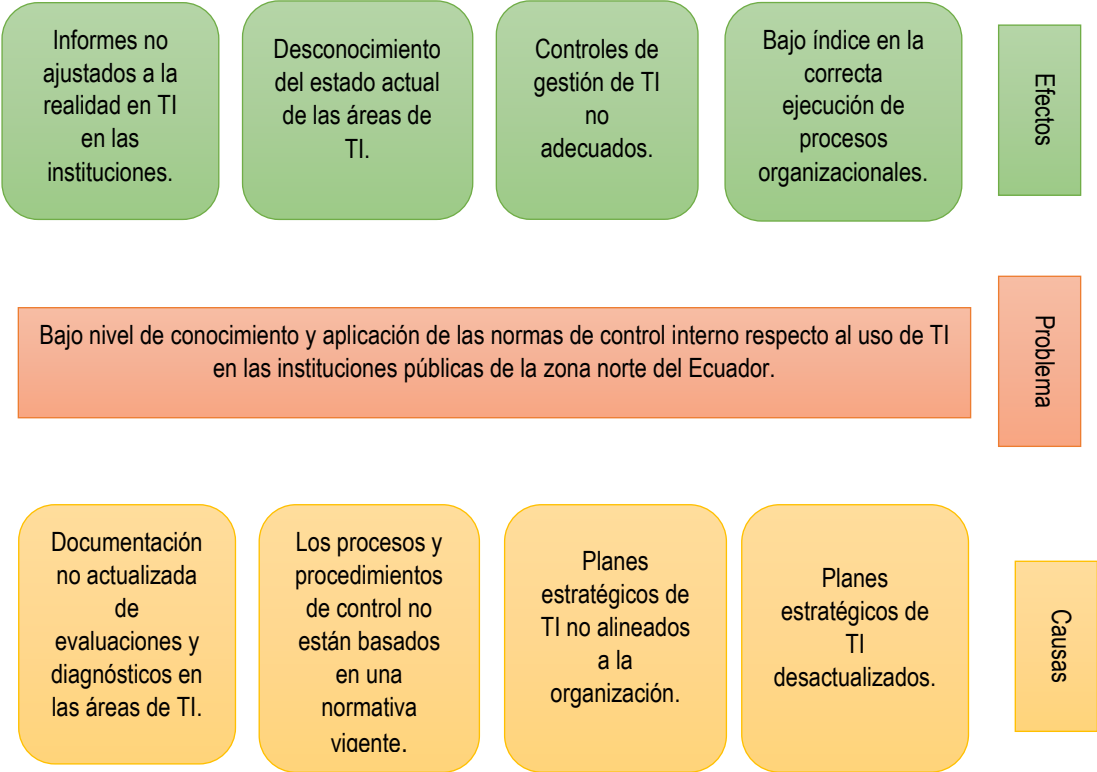 Informes no
ajustados a la
realidad en TI
en las
instituciones.
Desconocimiento
del estado actual
de las áreas de
TI.
Controles de
gestión de TI
no
adecuados.
Bajo índice en la
correcta
ejecución de
procesos
organizacionales.
Efectos
Bajo nivel de conocimiento y aplicación de las normas de control interno respecto al uso de TI
en las instituciones públicas de la zona norte del Ecuador.
Problema
Documentación
no actualizada
de
evaluaciones y
diagnósticos en
las áreas de TI.
Los procesos y
procedimientos
de control no
están basados
en una
normativa
vigente.
Planes
estratégicos de
TI no alineados
a la
organización.
Planes
estratégicos de
TI
desactualizados.
Causas